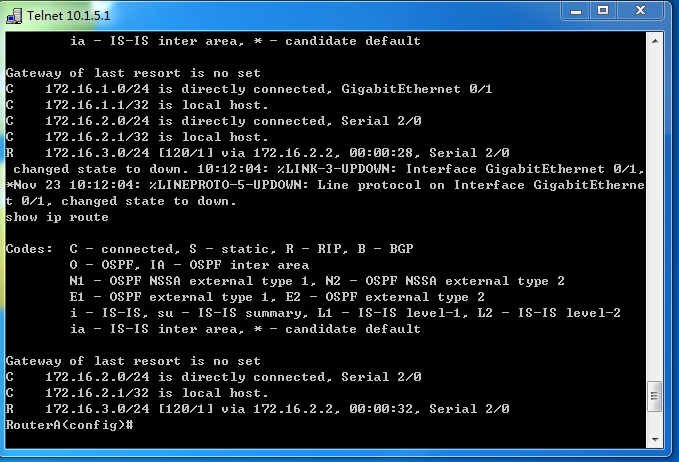 Telnet 10.1.5.1
ia - IS-IS inter area, * - candidate default
Gateway of last resort is no set
C    172.16.1.0/24 is directly connected, GigabitEthernet 0/1
C    172.16.1.1/32 is local host.
C    172.16.2.0/24 is directly connected, Serial 2/0
C    172.16.2.1/32 is local host.
R    172.16.3.0/24 [120/1] via 172.16.2.2, 00:00:28, Serial 2/0
changed state to down. 10:12:04: %LINK-3-UPDOWN: Interface GigabitEthernet 0/1,
*Nov 23 10:12:04: %LINEPROTO-5-UPDOWN: Line protocol on Interface GigabitEtherne
t 0/1, changed state to down.
show ip route
Codes:  C - connected, S - static, R - RIP, B - BGP
O - OSPF, IA - OSPF inter area
N1 - OSPF NSSA external type 1, N2 - OSPF NSSA external type 2
E1 - OSPF external type 1, E2 - OSPF external type 2
i - IS-IS, su - IS-IS summary, L1 - IS-IS level-1, L2 - IS-IS level-2
ia - IS-IS inter area, * - candidate default
Gateway of last resort is no set
C    172.16.2.0/24 is directly connected, Serial 2/0
C    172.16.2.1/32 is local host.
R    172.16.3.0/24 [120/1] via 172.16.2.2, 00:00:32, Serial 2/0
RouterA(config)#